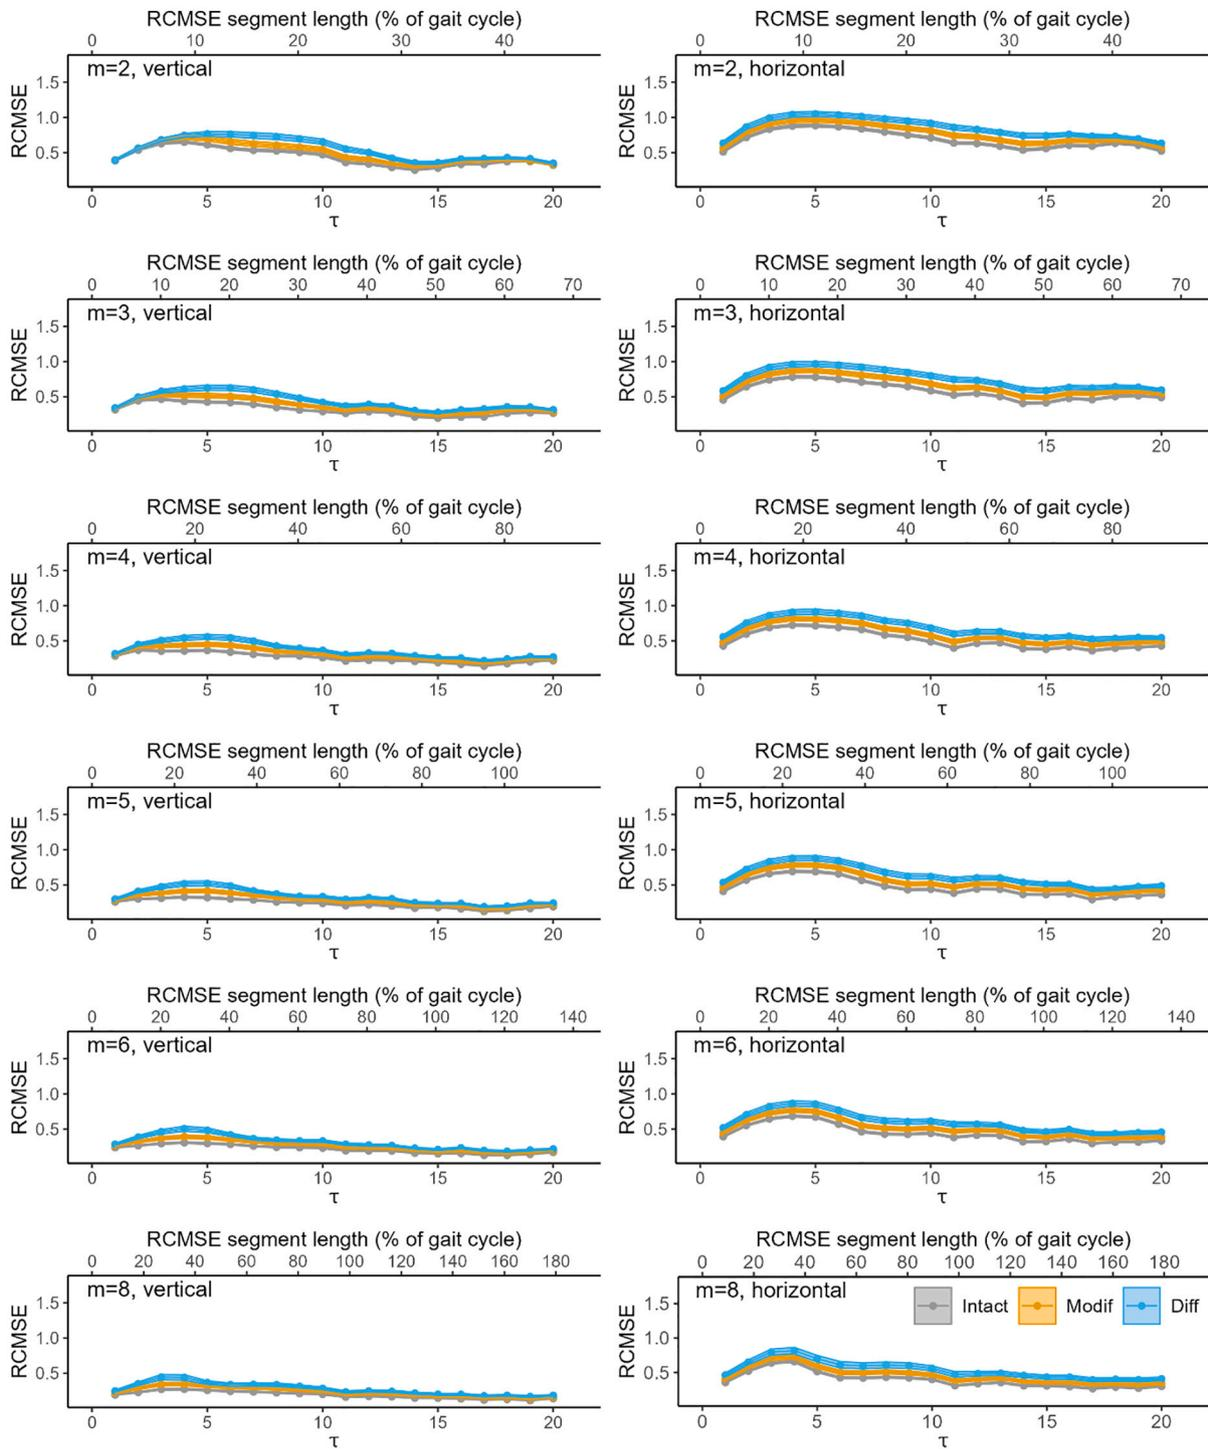 RCMSE segment length (% of gait cycle)
0 10 20 30 40
m=2, vertical
RCMSE
1.5
1.0
0.5
0 5 10 15 20
τ
RCMSE segment length (% of gait cycle)
0 10 20 30 40
m=2, horizontal
RCMSE
1.5
1.0
0.5
0 5 10 15 20
τ
RCMSE segment length (% of gait cycle)
0 10 20 30 40 50 60 70
m=3, vertical
RCMSE
1.5
1.0
0.5
0 5 10 15 20
τ
RCMSE segment length (% of gait cycle)
0 10 20 30 40 50 60 70
m=3, horizontal
RCMSE
1.5
1.0
0.5
0 5 10 15 20
τ
RCMSE segment length (% of gait cycle)
0 20 40 60 80
m=4, vertical
RCMSE
1.5
1.0
0.5
0 5 10 15 20
τ
RCMSE segment length (% of gait cycle)
0 20 40 60 80
m=4, horizontal
RCMSE
1.5
1.0
0.5
0 5 10 15 20
τ
RCMSE segment length (% of gait cycle)
0 20 40 60 80 100
m=5, vertical
RCMSE
1.5
1.0
0.5
0 5 10 15 20
τ
RCMSE segment length (% of gait cycle)
0 20 40 60 80 100
m=5, horizontal
RCMSE
1.5
1.0
0.5
0 5 10 15 20
τ
RCMSE segment length (% of gait cycle)
0 20 40 60 80 100 120 140
m=6, vertical
RCMSE
1.5
1.0
0.5
0 5 10 15 20
τ
RCMSE segment length (% of gait cycle)
0 20 40 60 80 100 120 140
m=6, horizontal
RCMSE
1.5
1.0
0.5
0 5 10 15 20
τ
RCMSE segment length (% of gait cycle)
0 20 40 60 80 100 120 140 160 180
m=8, vertical
RCMSE
1.5
1.0
0.5
0 5 10 15 20
τ
RCMSE segment length (% of gait cycle)
0 20 40 60 80 100 120 140 160 180
m=8, horizontal
Intact Modif Diff
RCMSE
1.5
1.0
0.5
0 5 10 15 20
τ